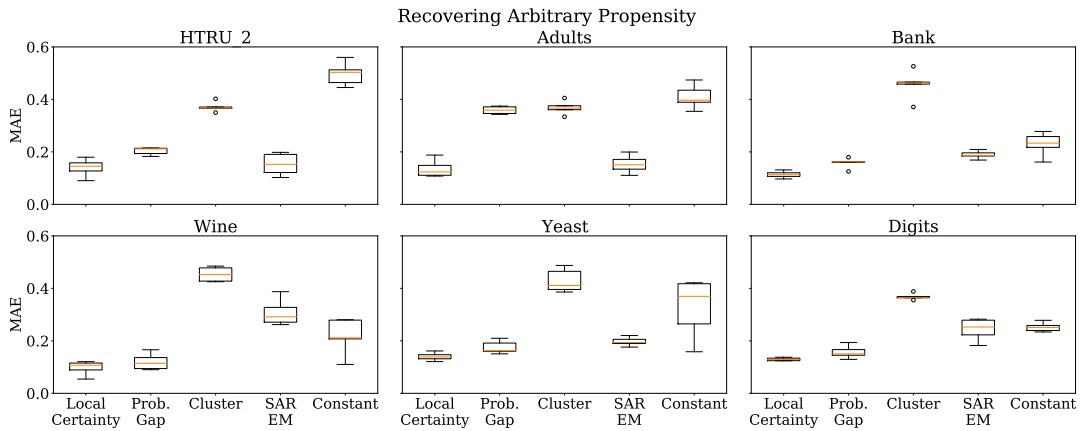 Recovering Arbitrary Propensity
HTRU_2
Adults
Bank
MAE
0.6
0.4
0.2
0.0
Wine
Yeast
Digits
MAE
0.6
0.4
0.2
0.0
Local
Certainty
Prob.
Gap
Cluster
SAR
EM
Constant
Local
Certainty
Prob.
Gap
Cluster
SAR
EM
Constant
Local
Certainty
Prob.
Gap
Cluster
SAR
EM
Constant